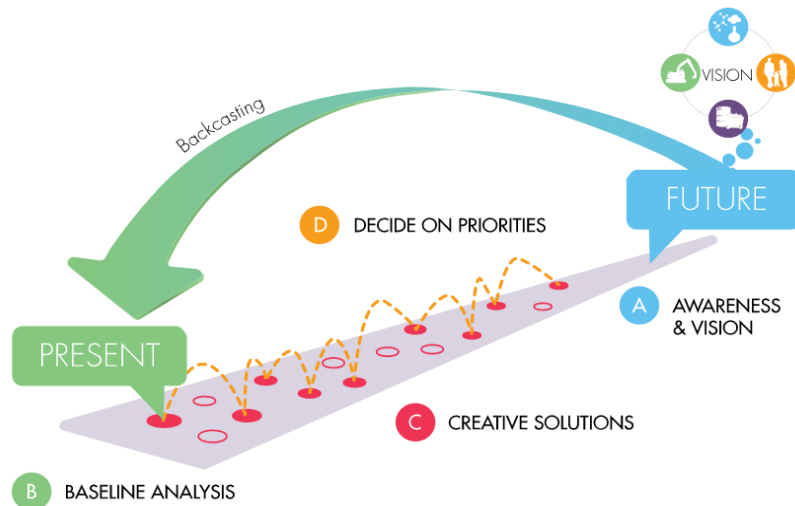 VISION
Backcasting
FUTURE
D DECIDE ON PRIORITIES
A AWARENESS
& VISION
PRESENT
C CREATIVE SOLUTIONS
B BASELINE ANALYSIS